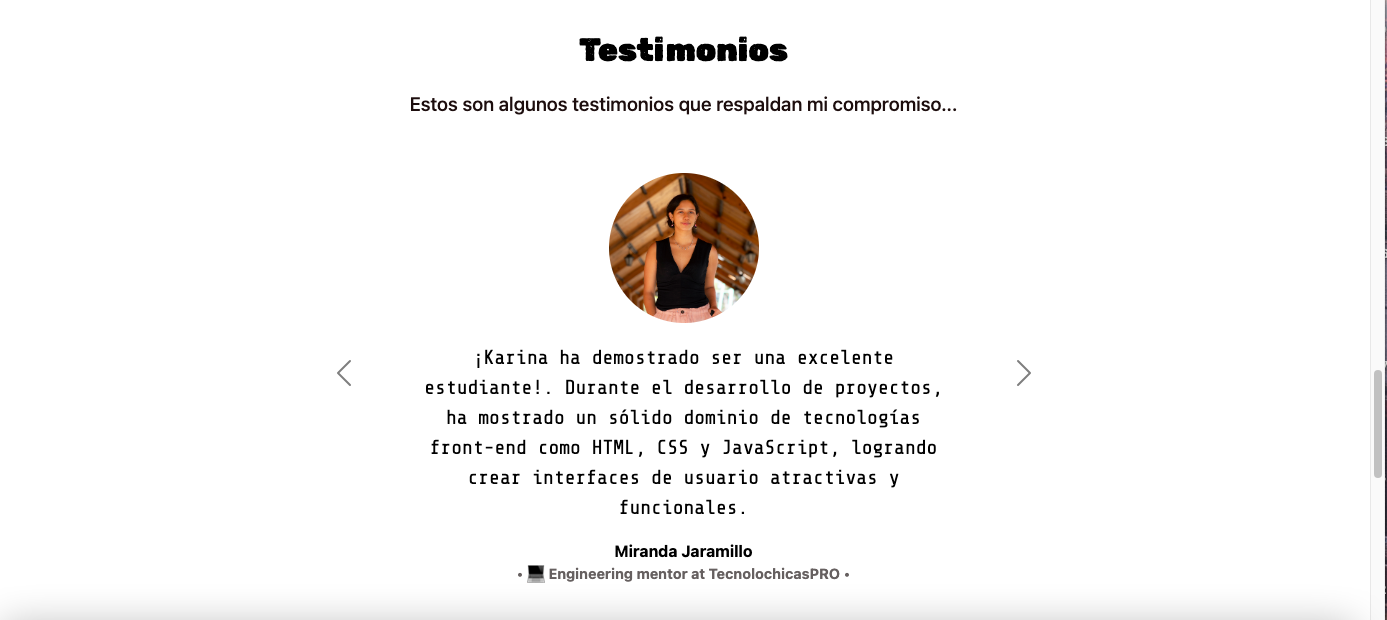 Testimonios
Estos son algunos testimonios que respaldan mi compromiso...
¡Karina ha demostrado ser una excelente
estudiante!. Durante el desarrollo de proyectos,
ha mostrado un sólido dominio de tecnologías
front-end como HTML, CSS y JavaScript, logrando
crear interfaces de usuario atractivas y
funcionales.
Miranda Jaramillo
• 💻 Engineering mentor at TecnolochicasPRO •